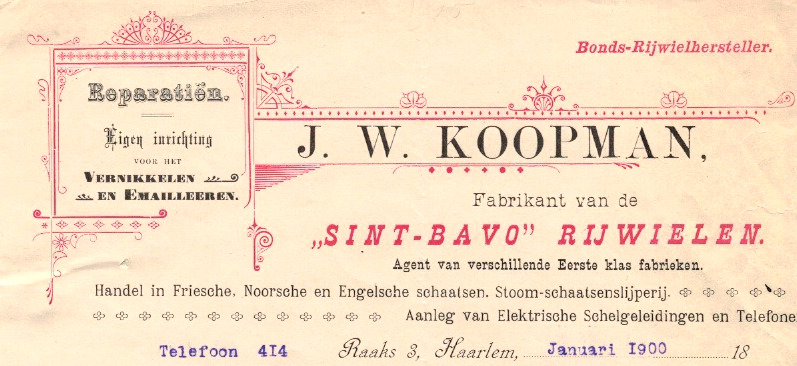 Bonds-Rijwielhersteller.
Reparatiën.
Eigen inrichting
VOOR HET
VERNIKKELEN
EN EMAILLEEREN.
J. W. KOOPMAN,
Fabrikant van de
„SINT-BAVO” RIJWIELEN.
Agent van verschillende Eerste klas fabrieken.
Handel in Friesche, Noorsche en Engelsche schaatsen. Stoom-schaatsenslijperij.
Aanleg van Elektrische Schelgeleidingen en Telefone
Telefoon 414 Raaks 3, Haarlem, Januari 1900 18